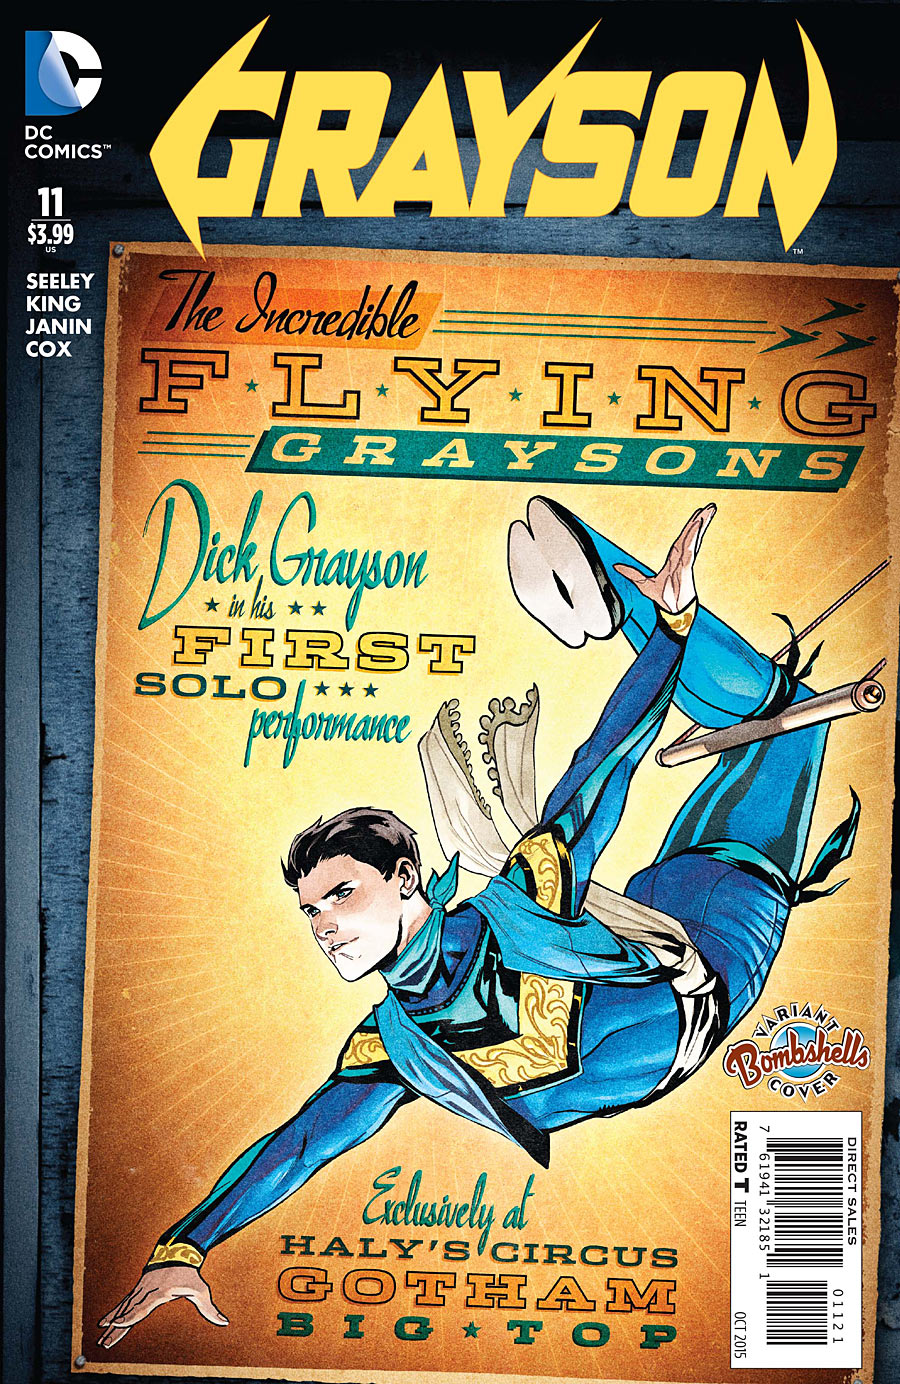 DC
COMICS™
GRAYSON
™
11
$3.99
US
SEELEY
KING
JANIN
COX
The Incredible
F·L·Y·I·N·G
GRAYSONS
Dick Grayson
in his
FIRST
SOLO
performance
Exclusively at
HALY'S CIRCUS
GOTHAM
BIG★TOP
VARIANT
Bombshells
COVER
RATED T TEEN
OCT 2015
DIRECT SALES
7 61941 32185 1
01121